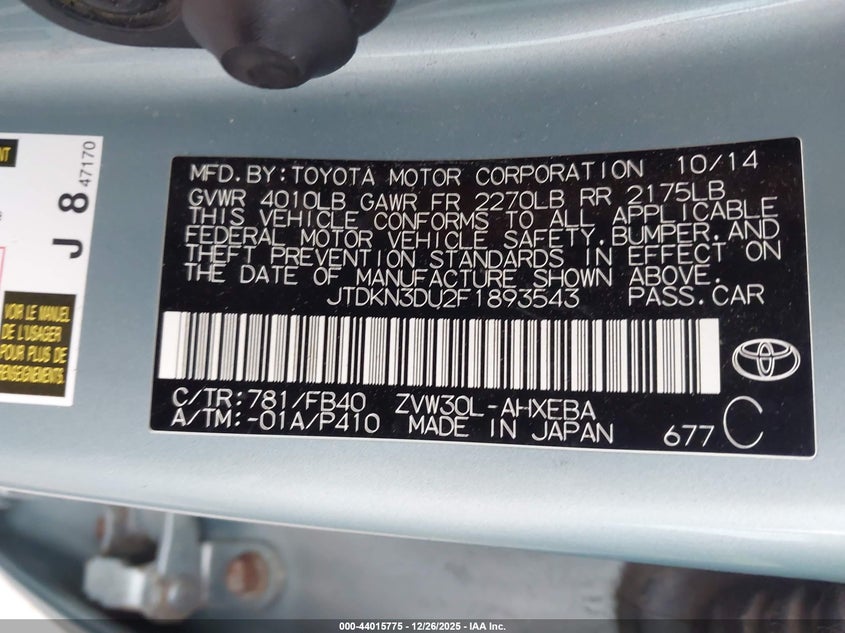 NT
J 8 47170
VOIR LE MANUEL
DE L'USAGER
POUR PLUS DE
RENSEIGNEMENTS.
MFD. BY: TOYOTA MOTOR CORPORATION 10/14
GVWR 4010LB GAWR FR 2270LB RR 2175LB
THIS VEHICLE CONFORMS TO ALL APPLICABLE
FEDERAL MOTOR VEHICLE SAFETY, BUMPER, AND
THEFT PREVENTION STANDARDS IN EFFECT ON
THE DATE OF MANUFACTURE SHOWN ABOVE.
JTDKN3DU2F1893543 PASS.CAR
C/TR: 781/FB40 ZVW30L-AHXEBA
A/TM: -01A/P410 MADE IN JAPAN 677 C
000-44015775 - 12/26/2025 - IAA Inc.